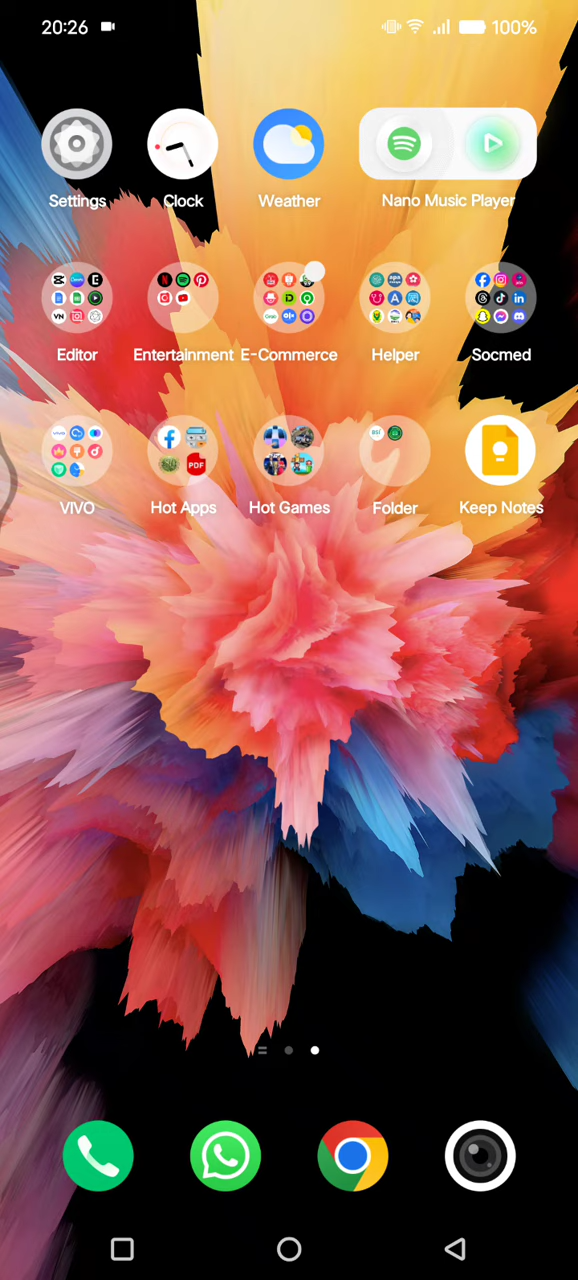 20:26
100%
Settings
Clock
Weather
Nano Music Player
Editor
Entertainment
E-Commerce
Helper
Socmed
VIVO
Hot Apps
Hot Games
Folder
Keep Notes
PDF